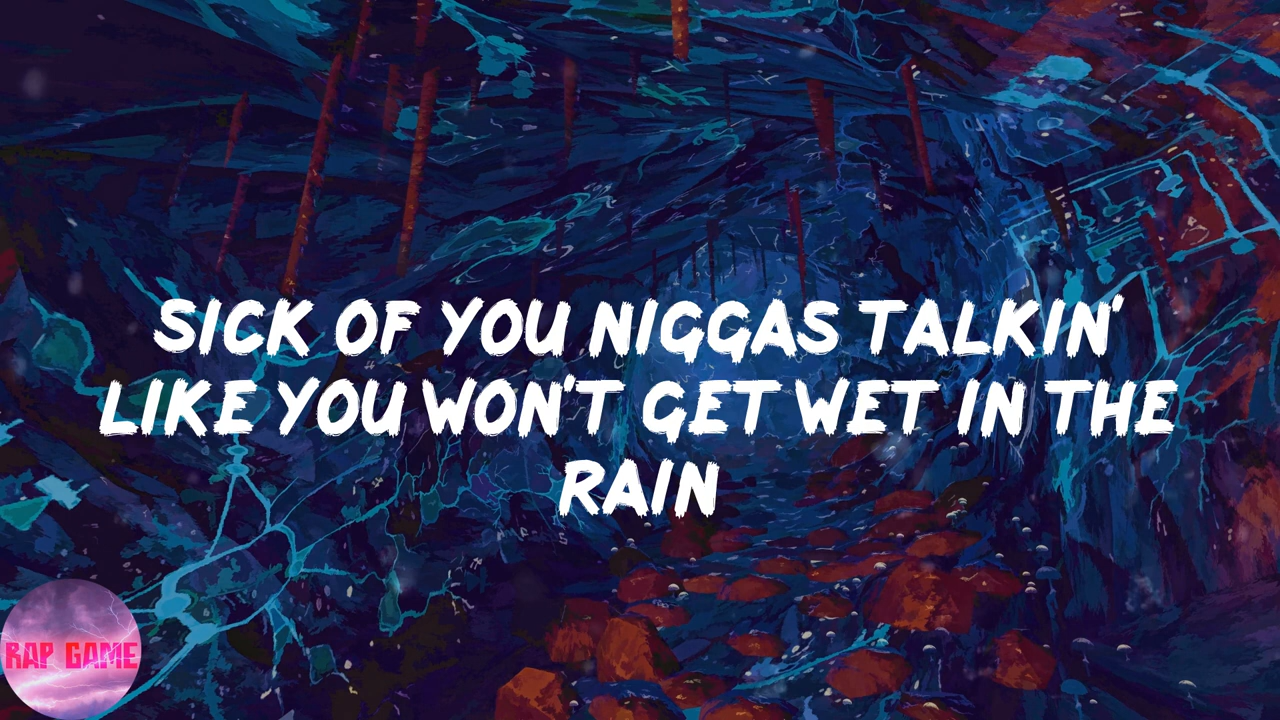 SICK OF YOU NIGGAS TALKIN'
LIKE YOU WON'T GET WET IN THE
RAIN
RAP GAME